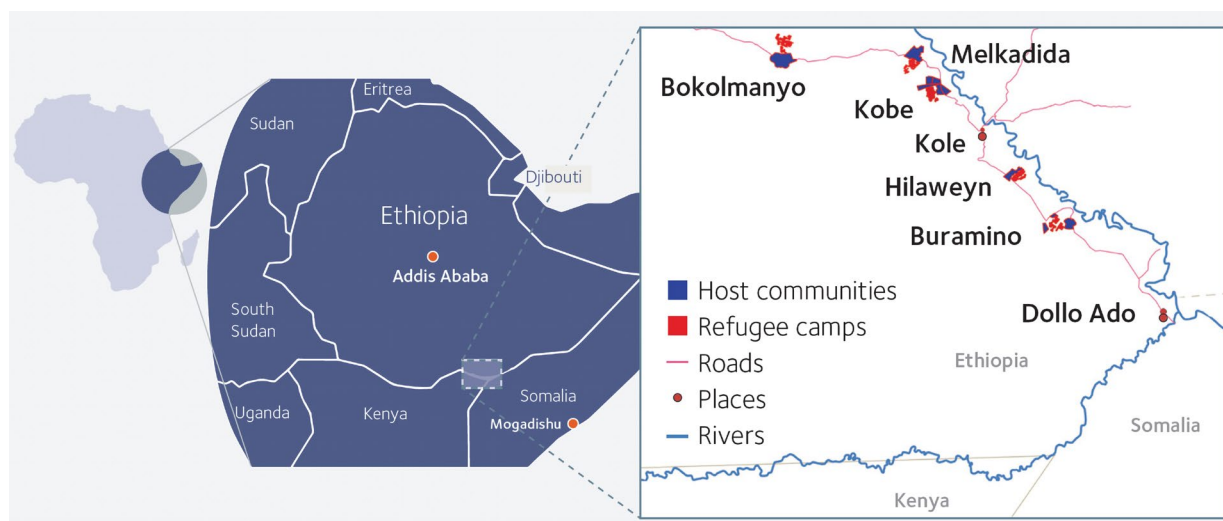 Eritrea
Sudan
Djibouti
Ethiopia
Addis Ababa
South
Sudan
Somalia
Uganda
Kenya
Mogadishu
Melkadida
Bokolmanyo
Kobe
Kole
Hilaweyn
Buramino
Host communities
Refugee camps
Dollo Ado
Roads
Ethiopia
Places
Somalia
Rivers
Kenya